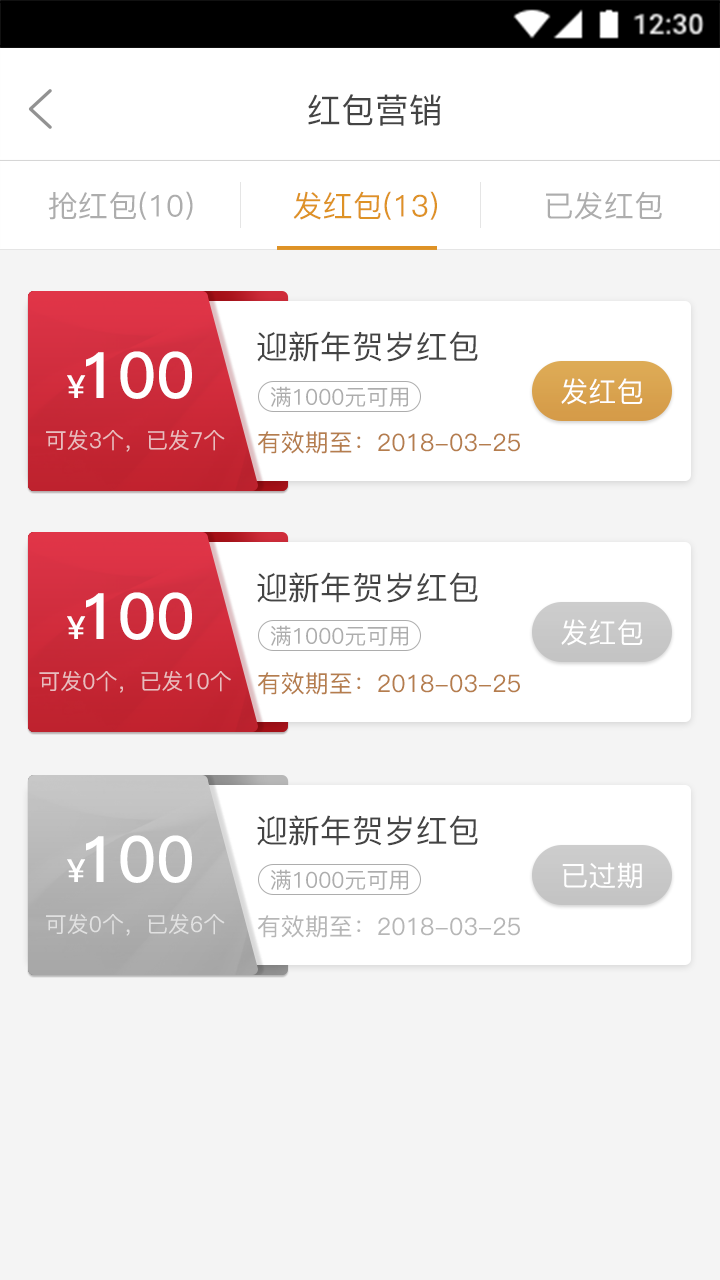 12:30
红包营销
抢红包(10)
发红包(13)
已发红包
¥100
可发3个，已发7个
迎新年贺岁红包
满1000元可用
有效期至：2018-03-25
发红包
¥100
可发0个，已发10个
迎新年贺岁红包
满1000元可用
有效期至：2018-03-25
发红包
¥100
可发0个，已发6个
迎新年贺岁红包
满1000元可用
有效期至：2018-03-25
已过期